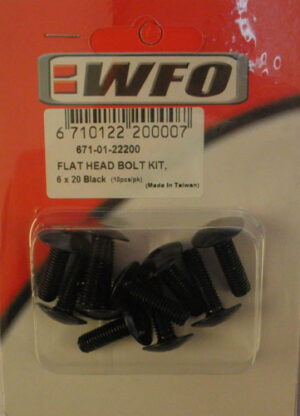 WFO
6 710122 200007
671-01-22200
FLAT HEAD BOLT KIT,
6 x 20 Black (10pcs/pk)
(Made In Taiwan)